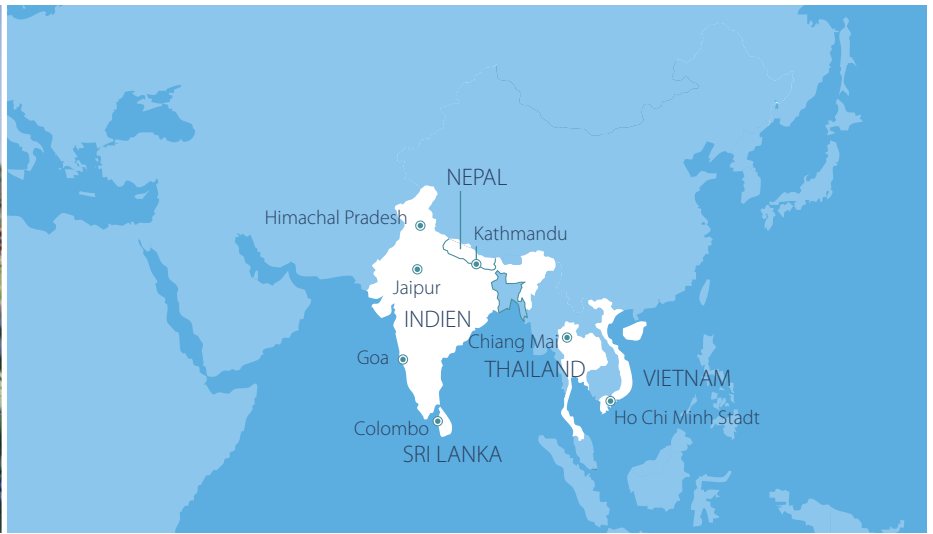 NEPAL
Himachal Pradesh
Kathmandu
Jaipur
INDIEN
Chiang Mai
Goa
THAILAND
VIETNAM
Ho Chi Minh Stadt
Colombo
SRI LANKA